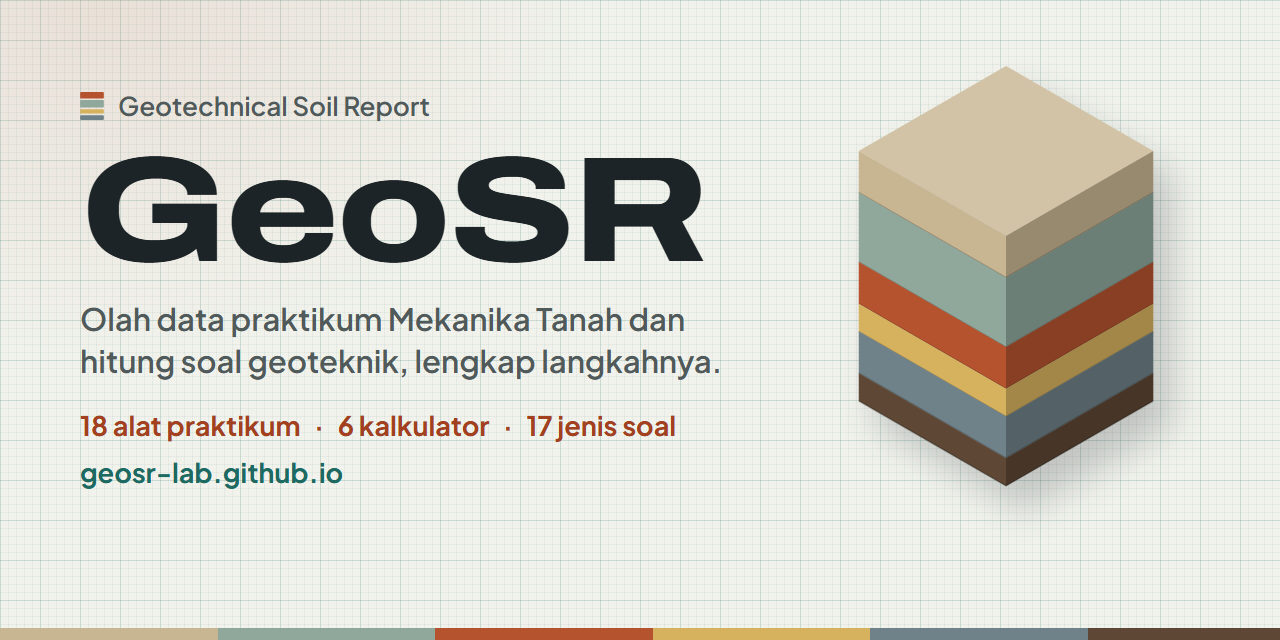 Geotechnical Soil Report
GeoSR
Olah data praktikum Mekanika Tanah dan
hitung soal geoteknik, lengkap langkahnya.
18 alat praktikum · 6 kalkulator · 17 jenis soal
geosr-lab.github.io